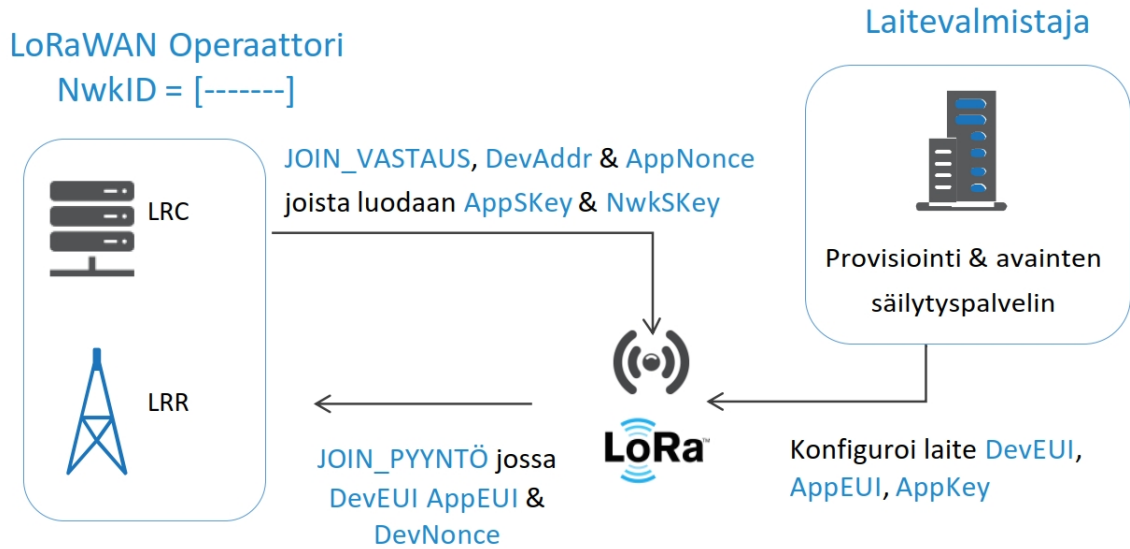 LoRaWAN Operaattori
NwkID = [-------]
LRC
LRR
JOIN_VASTAUS, DevAddr & AppNonce
joista luodaan AppSKey & NwkSKey
JOIN_PYYNTÖ jossa
DevEUI AppEUI &
DevNonce
LoRa™
Laitevalmistaja
Provisiointi & avainten
säilytyspalvelin
Konfiguroi laite DevEUI,
AppEUI, AppKey